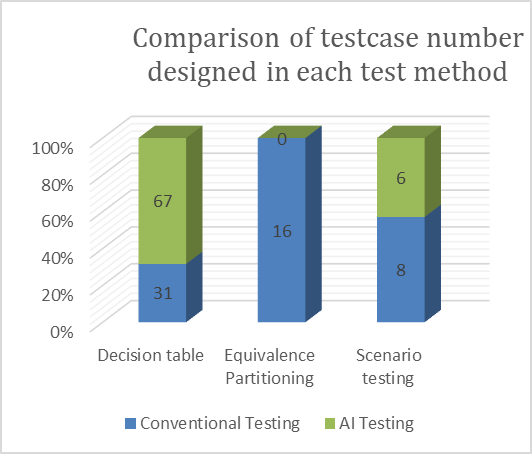 Comparison of testcase number
designed in each test method
100%
80%
60%
40%
20%
0%
67
31
0
16
6
8
Decision table
Equivalence
Partitioning
Scenario
testing
Conventional Testing
AI Testing